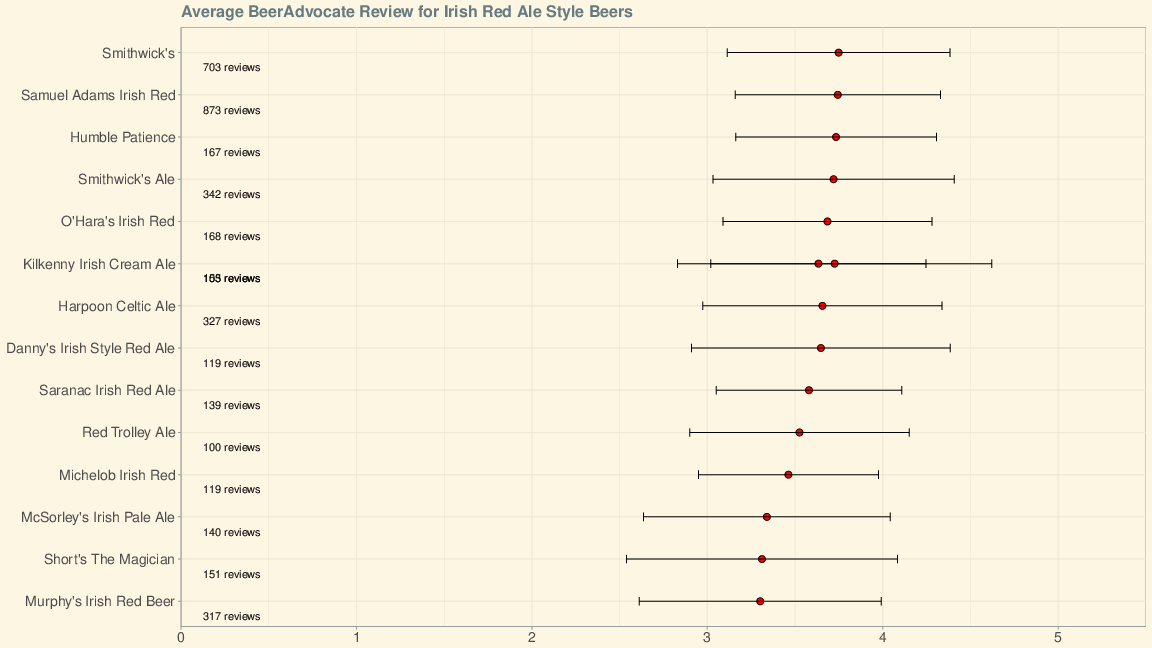 Average BeerAdvocate Review for Irish Red Ale Style Beers
Smithwick's
703 reviews
Samuel Adams Irish Red
873 reviews
Humble Patience
167 reviews
Smithwick's Ale
342 reviews
O'Hara's Irish Red
168 reviews
Kilkenny Irish Cream Ale
reviews
Harpoon Celtic Ale
327 reviews
Danny's Irish Style Red Ale
119 reviews
Saranac Irish Red Ale
139 reviews
Red Trolley Ale
100 reviews
Michelob Irish Red
119 reviews
McSorley's Irish Pale Ale
140 reviews
Short's The Magician
151 reviews
Murphy's Irish Red Beer
317 reviews
0 1 2 3 4 5